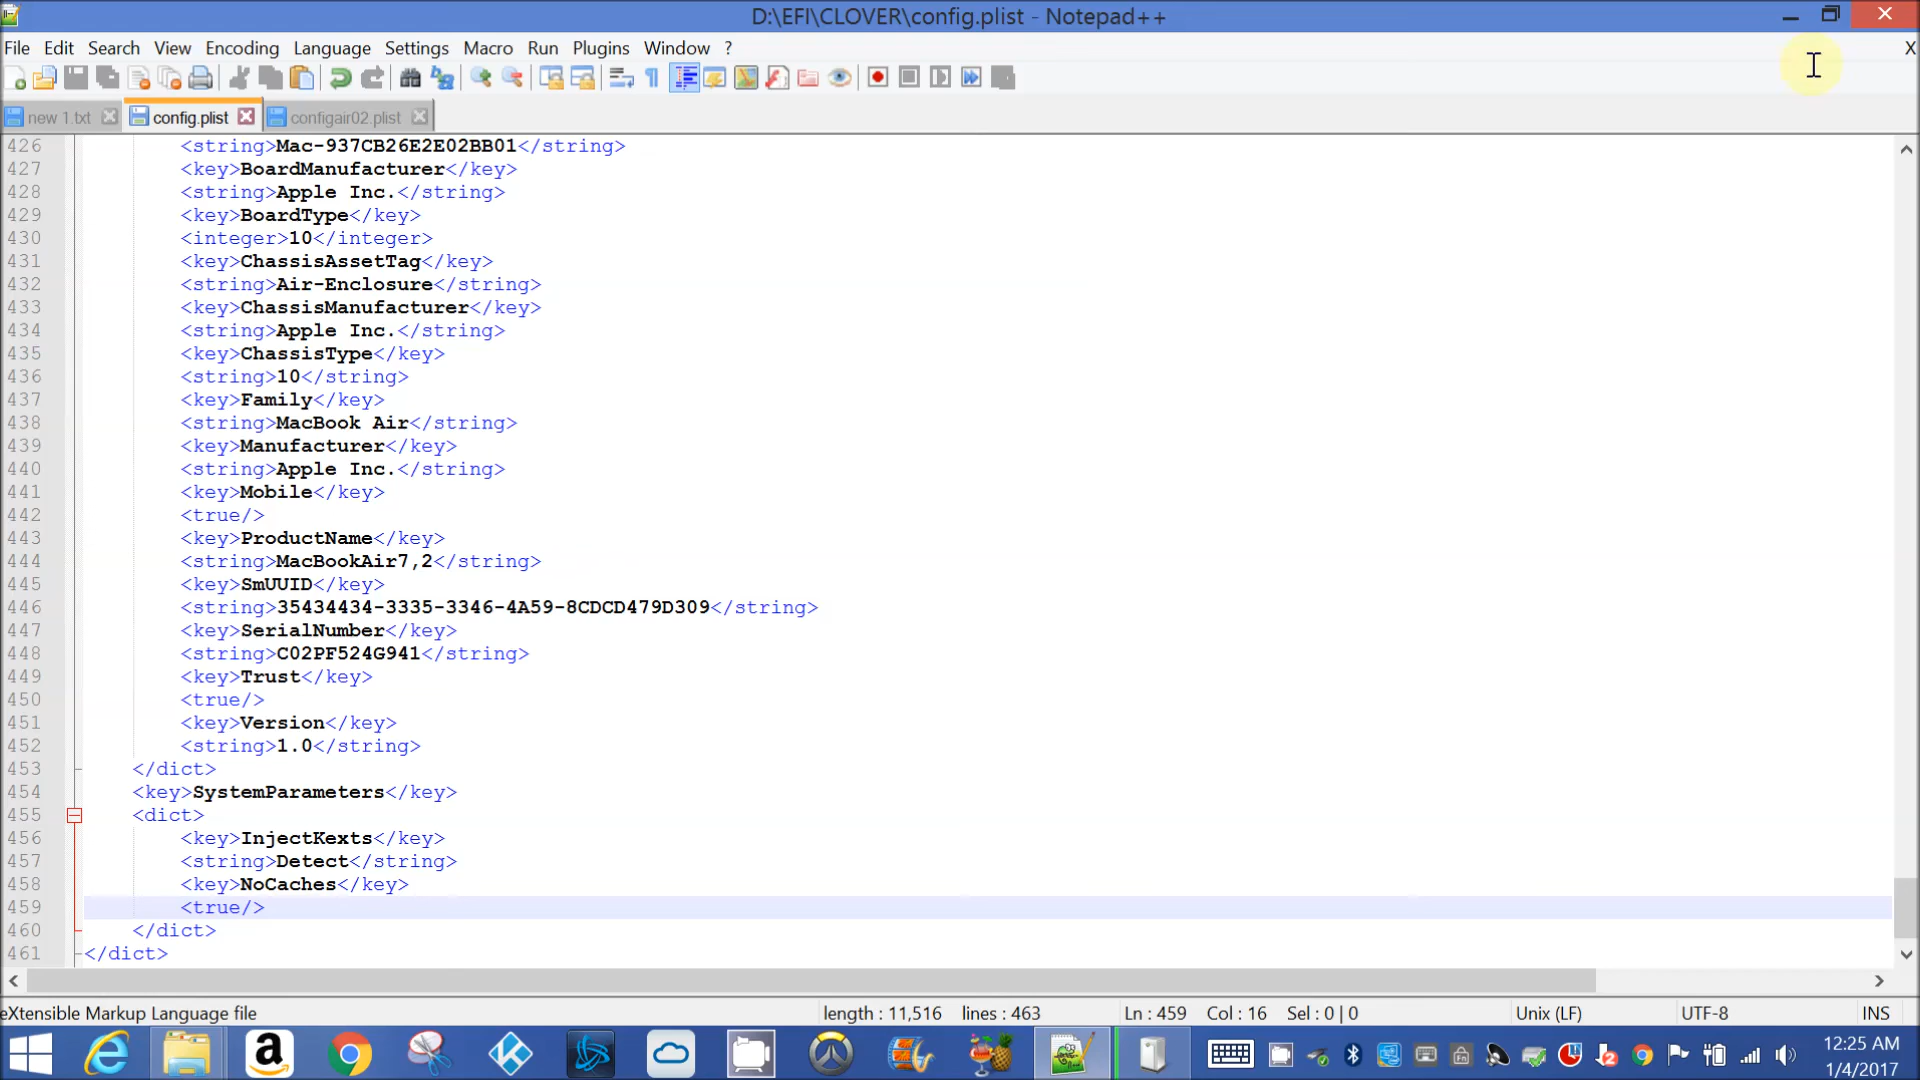 D:\EFI\CLOVER\config.plist - Notepad++
File Edit Search View Encoding Language Settings Macro Run Plugins Window ? X
new 1.txt config.plist configair02.plist
426 <string>Mac-937CB26E2E02BB01</string>
427 <key>BoardManufacturer</key>
428 <string>Apple Inc.</string>
429 <key>BoardType</key>
430 <integer>10</integer>
431 <key>ChassisAssetTag</key>
432 <string>Air-Enclosure</string>
433 <key>ChassisManufacturer</key>
434 <string>Apple Inc.</string>
435 <key>ChassisType</key>
436 <string>10</string>
437 <key>Family</key>
438 <string>MacBook Air</string>
439 <key>Manufacturer</key>
440 <string>Apple Inc.</string>
441 <key>Mobile</key>
442 <true/>
443 <key>ProductName</key>
444 <string>MacBookAir7,2</string>
445 <key>SmUUID</key>
446 <string>35434434-3335-3346-4A59-8CDCD479D309</string>
447 <key>SerialNumber</key>
448 <string>C02PF524G941</string>
449 <key>Trust</key>
450 <true/>
451 <key>Version</key>
452 <string>1.0</string>
453 </dict>
454 <key>SystemParameters</key>
455 <dict>
456 <key>InjectKexts</key>
457 <string>Detect</string>
458 <key>NoCaches</key>
459 <true/>
460 </dict>
461 </dict>
eXtensible Markup Language file length : 11,516 lines : 463 Ln : 459 Col : 16 Sel : 0 | 0 Unix (LF) UTF-8 INS
12:25 AM
1/4/2017